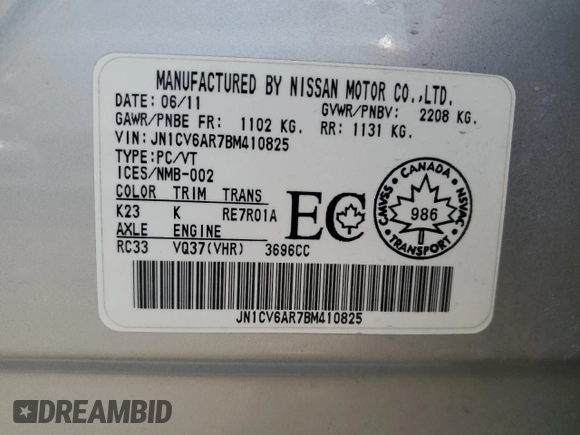 MANUFACTURED BY NISSAN MOTOR CO.,LTD.
DATE: 06/11 GVWR/PNBV: 2208 KG.
GAWR/PNBE FR: 1102 KG. RR: 1131 KG.
VIN: JN1CV6AR7BM410825
TYPE: PC/VT
ICES/NMB-002
COLOR TRIM TRANS
K23 K RE7R01A
AXLE ENGINE
RC33 VQ37(VHR) 3696CC
EC
CMVSS CANADA NSVAC
986
TRANSPORT
JN1CV6AR7BM410825
DREAMBID